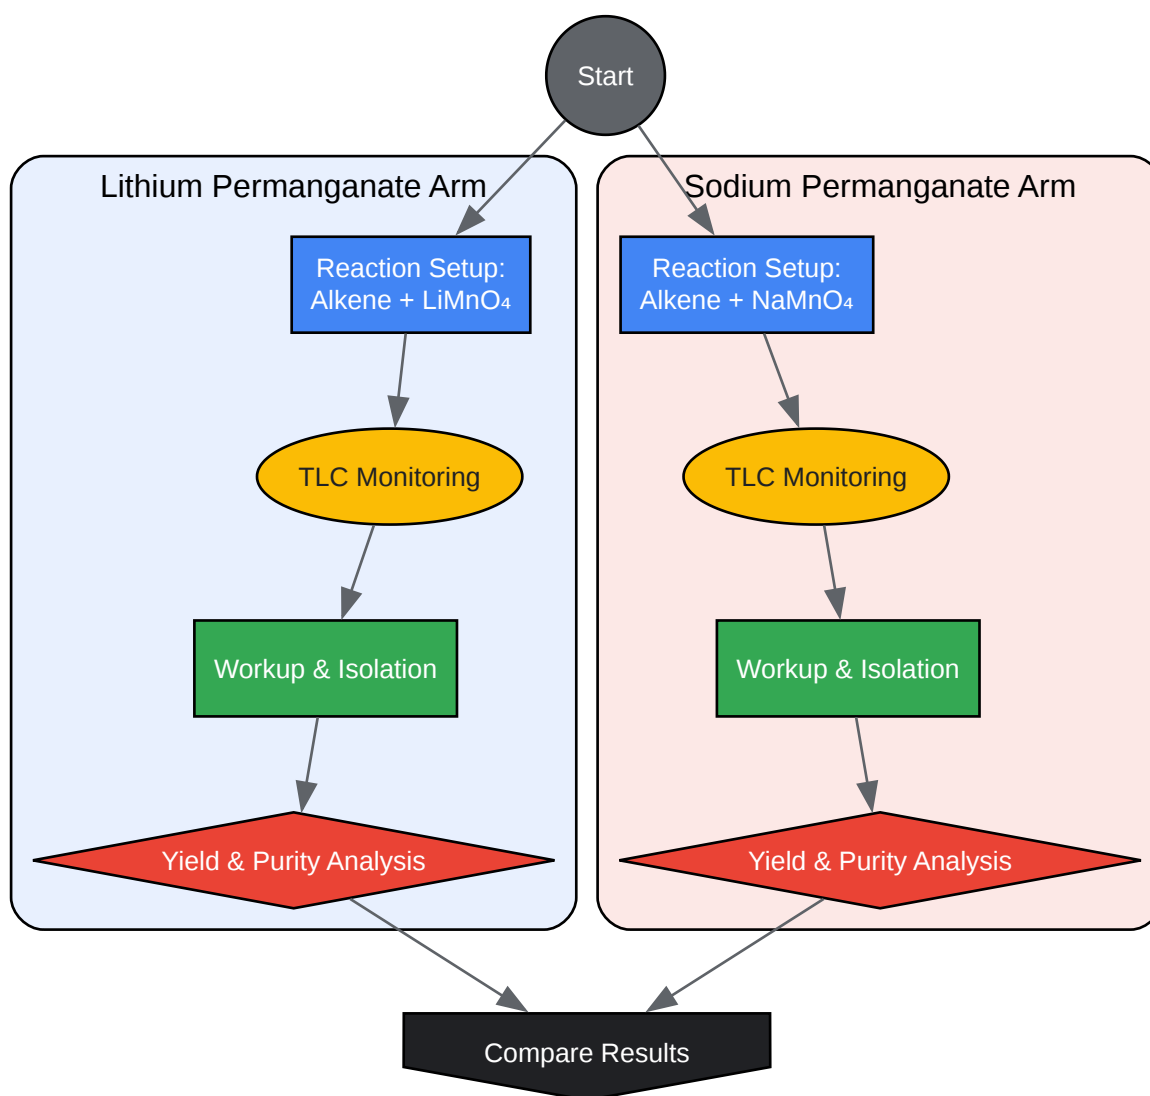 Start
Lithium Permanganate Arm
Reaction Setup:
Alkene + LiMnO₄
TLC Monitoring
Workup & Isolation
Yield & Purity Analysis
Sodium Permanganate Arm
Reaction Setup:
Alkene + NaMnO₄
TLC Monitoring
Workup & Isolation
Yield & Purity Analysis
Compare Results